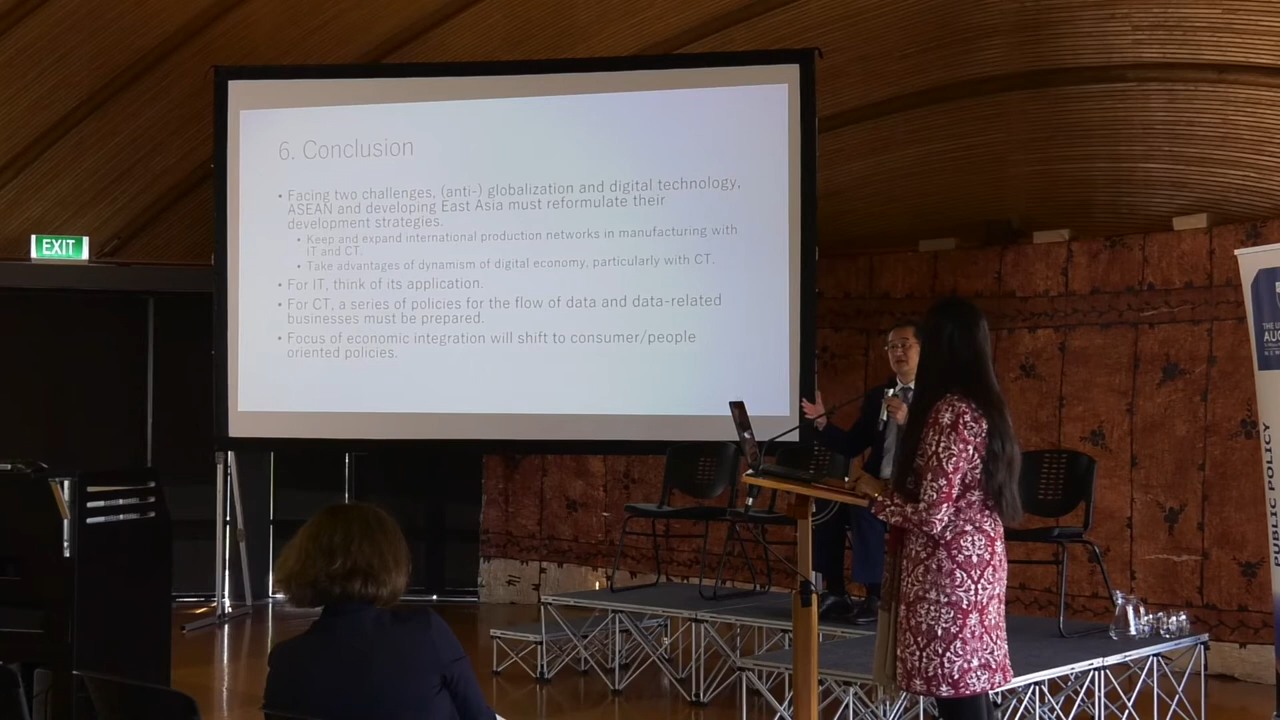 6. Conclusion
• Facing two challenges, (anti-) globalization and digital technology,
ASEAN and developing East Asia must reformulate their
development strategies.
• Keep and expand international production networks in manufacturing with
IT and CT.
• Take advantages of dynamism of digital economy, particularly with CT.
• For IT, think of its application.
• For CT, a series of policies for the flow of data and data-related
businesses must be prepared.
• Focus of economic integration will shift to consumer/people
oriented policies.
EXIT
PUBLIC POLICY